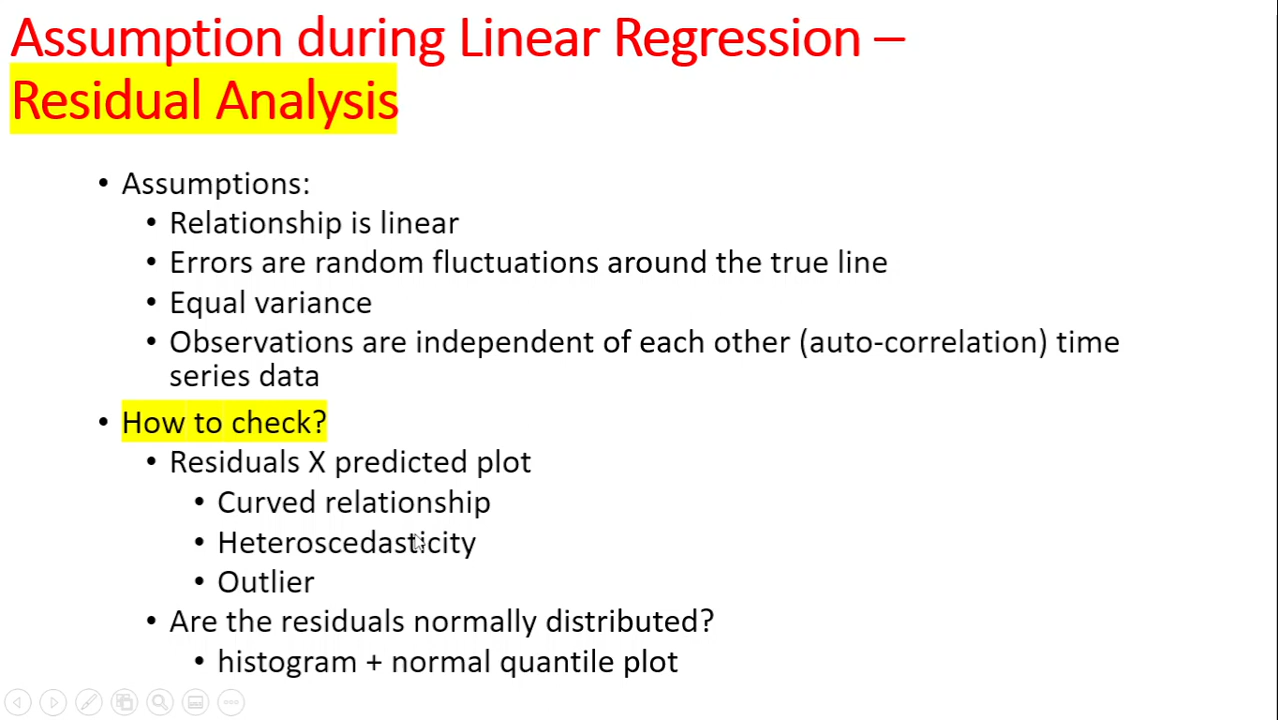 Assumption during Linear Regression –
Residual Analysis
• Assumptions:
• Relationship is linear
• Errors are random fluctuations around the true line
• Equal variance
• Observations are independent of each other (auto-correlation) time
series data
• How to check?
• Residuals X predicted plot
• Curved relationship
• Heteroscedasticity
• Outlier
• Are the residuals normally distributed?
• histogram + normal quantile plot